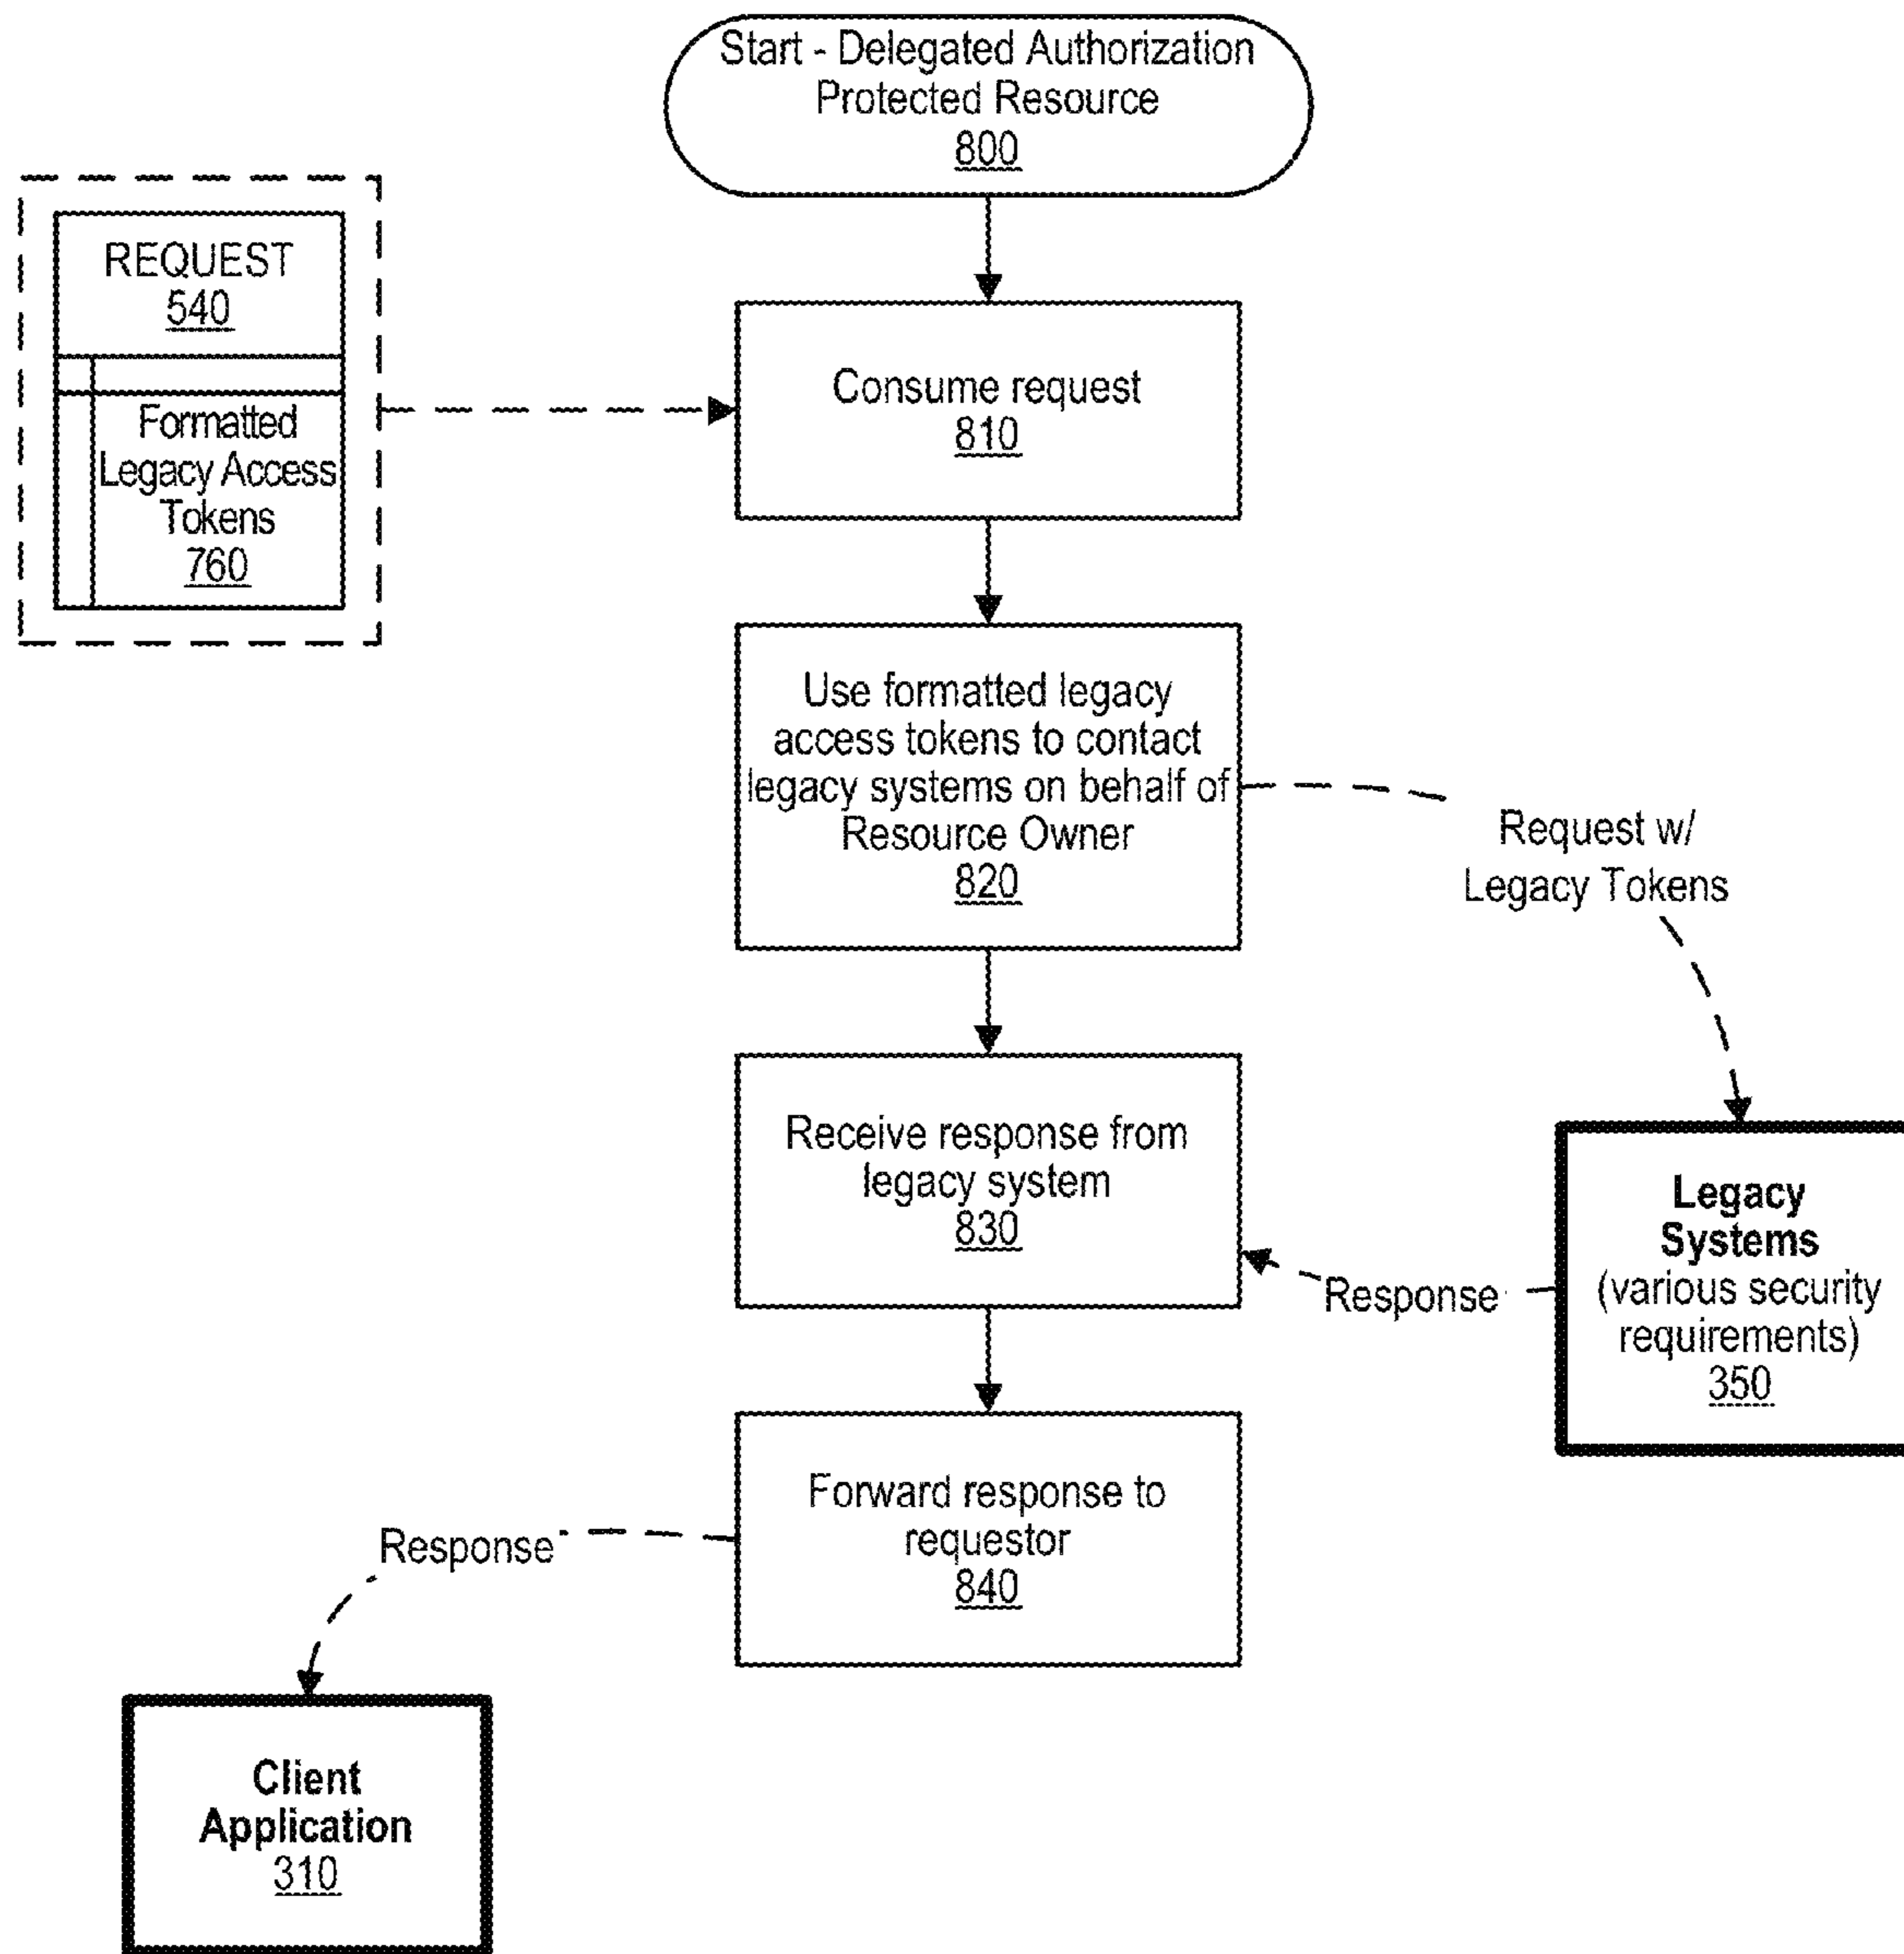 Start - Delegated Authorization
Protected Resource
800
REQUEST
540
Formatted
Legacy Access
Tokens
760
Consume request
810
Use formatted legacy
access tokens to contact
legacy systems on behalf of
Resource Owner
820
Request w/
Legacy Tokens
Receive response from
legacy system
830
Response
Legacy
Systems
(various security
requirements)
350
Forward response to
requestor
840
Response
Client
Application
310